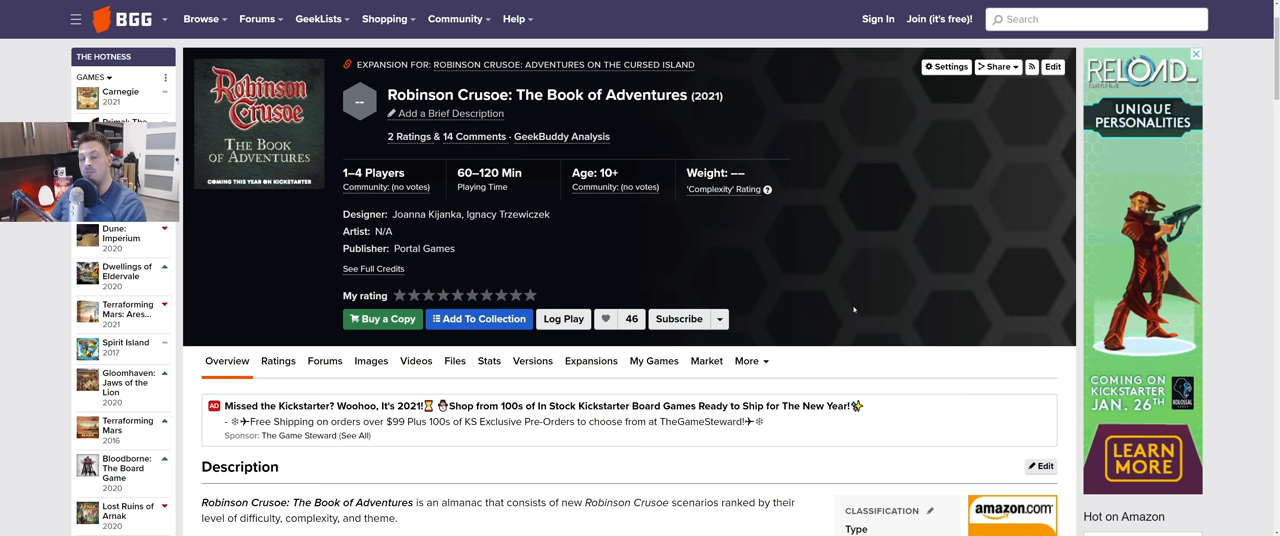 BGG
Browse
Forums
GeekLists
Shopping
Community
Help
Sign In
Join (it's free!)
Search
THE HOTNESS
GAMES
Carnegie
2021
Dune:
Imperium
2020
Dwellings of
Eldervale
2020
Terraforming
Mars: Ares...
2021
Spirit Island
2017
Gloomhaven:
Jaws of the
Lion
2020
Terraforming
Mars
2016
Bloodborne:
The Board
Game
2020
Lost Ruins of
Arnak
2020
Robinson
Crusoe
THE BOOK
OF ADVENTURES
COMING THIS YEAR ON KICKSTARTER
EXPANSION FOR: ROBINSON CRUSOE: ADVENTURES ON THE CURSED ISLAND
Settings
Share
Edit
--
Robinson Crusoe: The Book of Adventures (2021)
Add a Brief Description
2 Ratings & 14 Comments · GeekBuddy Analysis
1–4 Players
Community: (no votes)
60–120 Min
Playing Time
Age: 10+
Community: (no votes)
Weight: --
'Complexity' Rating
Designer: Joanna Kijanka, Ignacy Trzewiczek
Artist: N/A
Publisher: Portal Games
See Full Credits
My rating
Buy a Copy
Add To Collection
Log Play
46
Subscribe
Overview
Ratings
Forums
Images
Videos
Files
Stats
Versions
Expansions
My Games
Market
More
AD Missed the Kickstarter? Woohoo, It's 2021!⏳ ⛄Shop from 100s of In Stock Kickstarter Board Games Ready to Ship for The New Year!🎉
- ❄✈Free Shipping on orders over $99 Plus 100s of KS Exclusive Pre-Orders to choose from at TheGameSteward!✈❄
Sponsor: The Game Steward (See All)
Description
Edit
Robinson Crusoe: The Book of Adventures is an almanac that consists of new Robinson Crusoe scenarios ranked by their
level of difficulty, complexity, and theme.
CLASSIFICATION
Type
amazon.com
RELOAD
UNIQUE
PERSONALITIES
COMING ON
KICKSTARTER
JAN. 26TH
KOLOSSAL
LEARN
MORE
Hot on Amazon